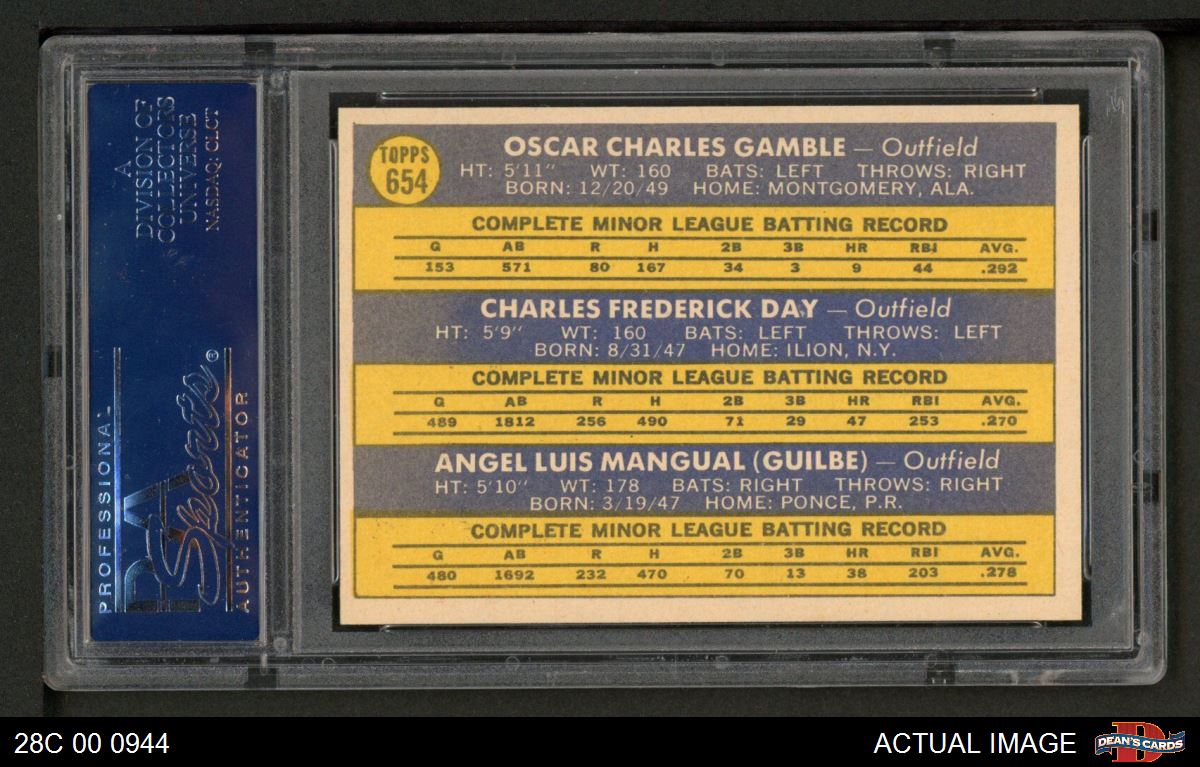 A
DIVISION OF
COLLECTORS
UNIVERSE
NASDAQ: CLCT
PROFESSIONAL
PSA
Sports®
AUTHENTICATOR
TOPPS
654
OSCAR CHARLES GAMBLE — Outfield
HT: 5'11" WT: 160 BATS: LEFT THROWS: RIGHT
BORN: 12/20/49 HOME: MONTGOMERY, ALA.
COMPLETE MINOR LEAGUE BATTING RECORD
G AB R H 2B 3B HR RBI AVG.
153 571 80 167 34 3 9 44 .292
CHARLES FREDERICK DAY — Outfield
HT: 5'9" WT: 160 BATS: LEFT THROWS: LEFT
BORN: 8/31/47 HOME: ILION, N.Y.
COMPLETE MINOR LEAGUE BATTING RECORD
G AB R H 2B 3B HR RBI AVG.
489 1812 256 490 71 29 47 253 .270
ANGEL LUIS MANGUAL (GUILBE) — Outfield
HT: 5'10" WT: 178 BATS: RIGHT THROWS: RIGHT
BORN: 3/19/47 HOME: PONCE, P.R.
COMPLETE MINOR LEAGUE BATTING RECORD
G AB R H 2B 3B HR RBI AVG.
480 1692 232 470 70 13 38 203 .278
28C 00 0944
ACTUAL IMAGE
D
DEAN'S CARDS